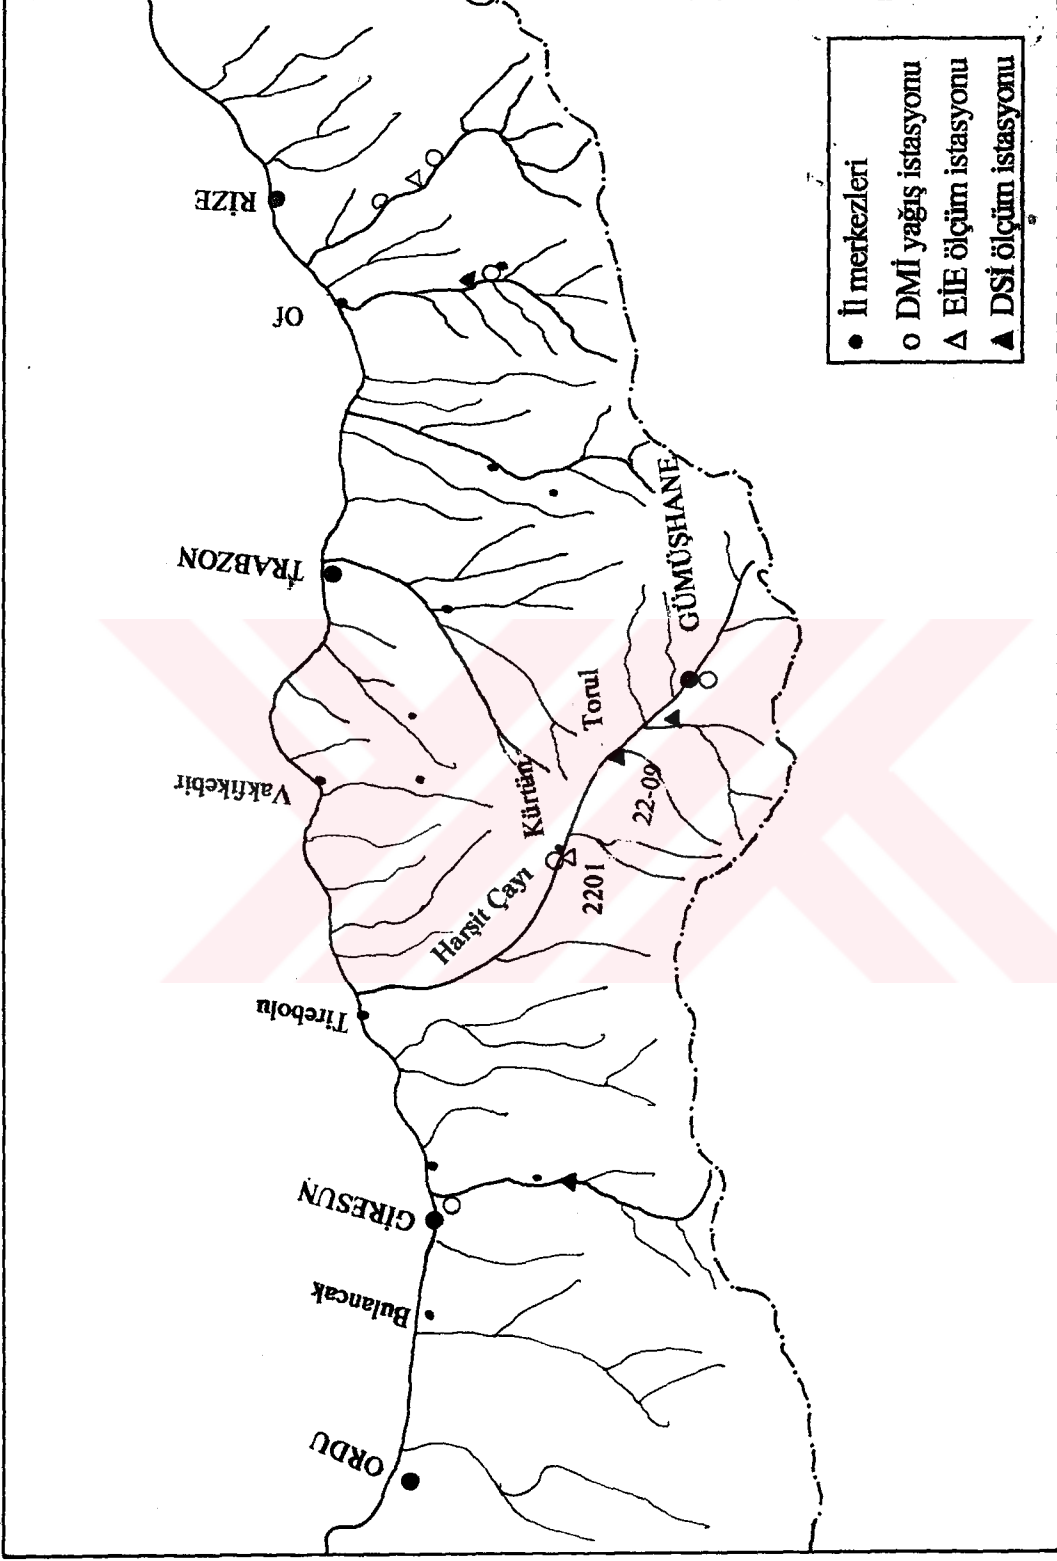 RİZE
Of
TRABZON
GÜMÜŞHANE
Torul
Vakfıkebir
Kürtün
22-09
2201
Harşit Çayı
Tirebolu
GİRESUN
Bulancak
ORDU
İl merkezleri
DMİ yağış istasyonu
EİE ölçüm istasyonu
DSİ ölçüm istasyonu